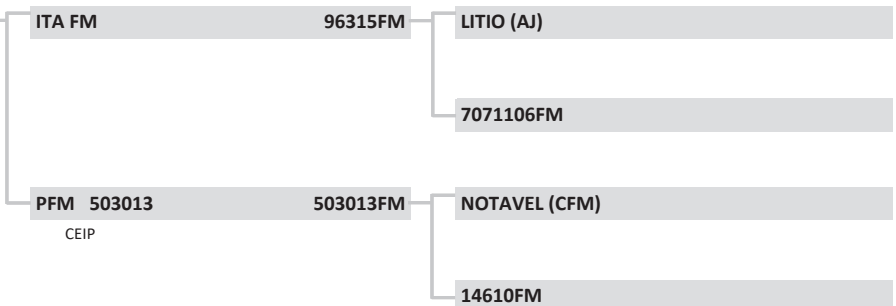 ITA FM 96315FM LITIO (AJ)
7071106FM
PFM 503013 503013FM NOTAVEL (CFM)
CEIP
14610FM